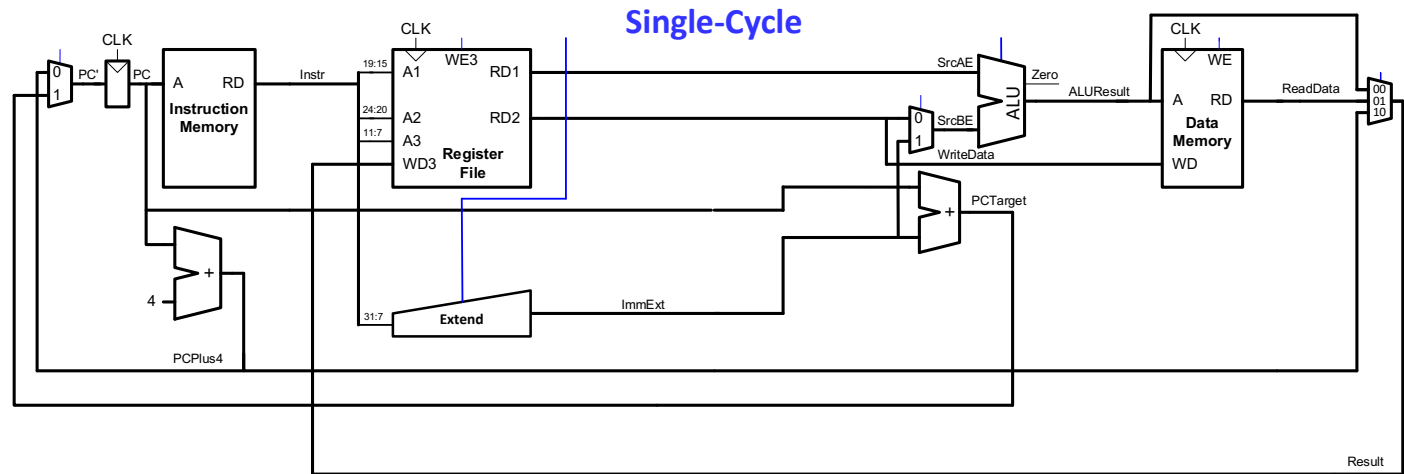 Single-Cycle
CLK
CLK
CLK
0
1
PC'
PC
A
RD
Instruction
Memory
Instr
19:15
24:20
11:7
31:7
A1
A2
A3
WD3
WE3
RD1
RD2
Register
File
0
1
SrcAE
SrcBE
WriteData
ALU
Zero
ALUResult
WE
A
RD
Data
Memory
WD
ReadData
00
01
10
+
PCTarget
+
4
Extend
ImmExt
PCPlus4
Result